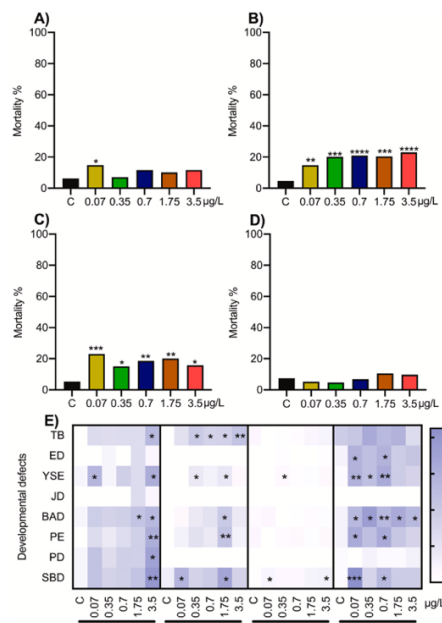 A)
Mortality %
100
80
60
40
20
0
*
C 0.07 0.35 0.7 1.75 3.5 µg/L
B)
Mortality %
100
80
60
40
20
0
** *** **** *** ****
C 0.07 0.35 0.7 1.75 3.5 µg/L
C)
Mortality %
100
80
60
40
20
0
*** * ** ** *
C 0.07 0.35 0.7 1.75 3.5 µg/L
D)
Mortality %
100
80
60
40
20
0
C 0.07 0.35 0.7 1.75 3.5 µg/L
E)
Developmental defects
TB * * * * **
ED * *
YSE * * * * * ** * **
JD
BAD * * * * * ** * *
PE ** ** * *
PD *
SBD ** * * * * *** *
C 0.07 0.35 0.7 1.75 3.5 C 0.07 0.35 0.7 1.75 3.5 C 0.07 0.35 0.7 1.75 3.5 C 0.07 0.35 0.7 1.75 3.5 µg/L